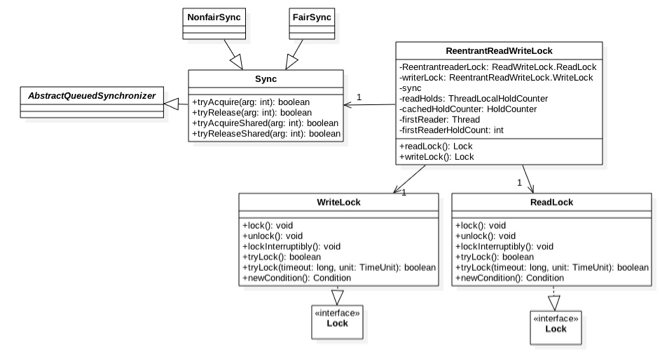 NonfairSync
FairSync
Sync
+tryAcquire(arg: int): boolean
+tryRelease(arg: int): boolean
+tryAcquireShared(arg: int): boolean
+tryReleaseShared(arg: int): boolean
AbstractQueuedSynchronizer
1
ReentrantReadWriteLock
-ReentrantreaderLock: ReadWriteLock.ReadLock
-writerLock: ReentrantReadWriteLock.WriteLock
-sync
-readHolds: ThreadLocalHoldCounter
-cachedHoldCounter: HoldCounter
-firstReader: Thread
-firstReaderHoldCount: int
+readLock(): Lock
+writeLock(): Lock
1
1
WriteLock
+lock(): void
+unlock(): void
+lockInterruptibly(): void
+tryLock(): boolean
+tryLock(timeout: long, unit: TimeUnit): boolean
+newCondition(): Condition
ReadLock
+lock(): void
+unlock(): void
+lockInterruptibly(): void
+tryLock(): boolean
+tryLock(timeout: long, unit: TimeUnit): boolean
+newCondition(): Condition
«interface»
Lock
«interface»
Lock